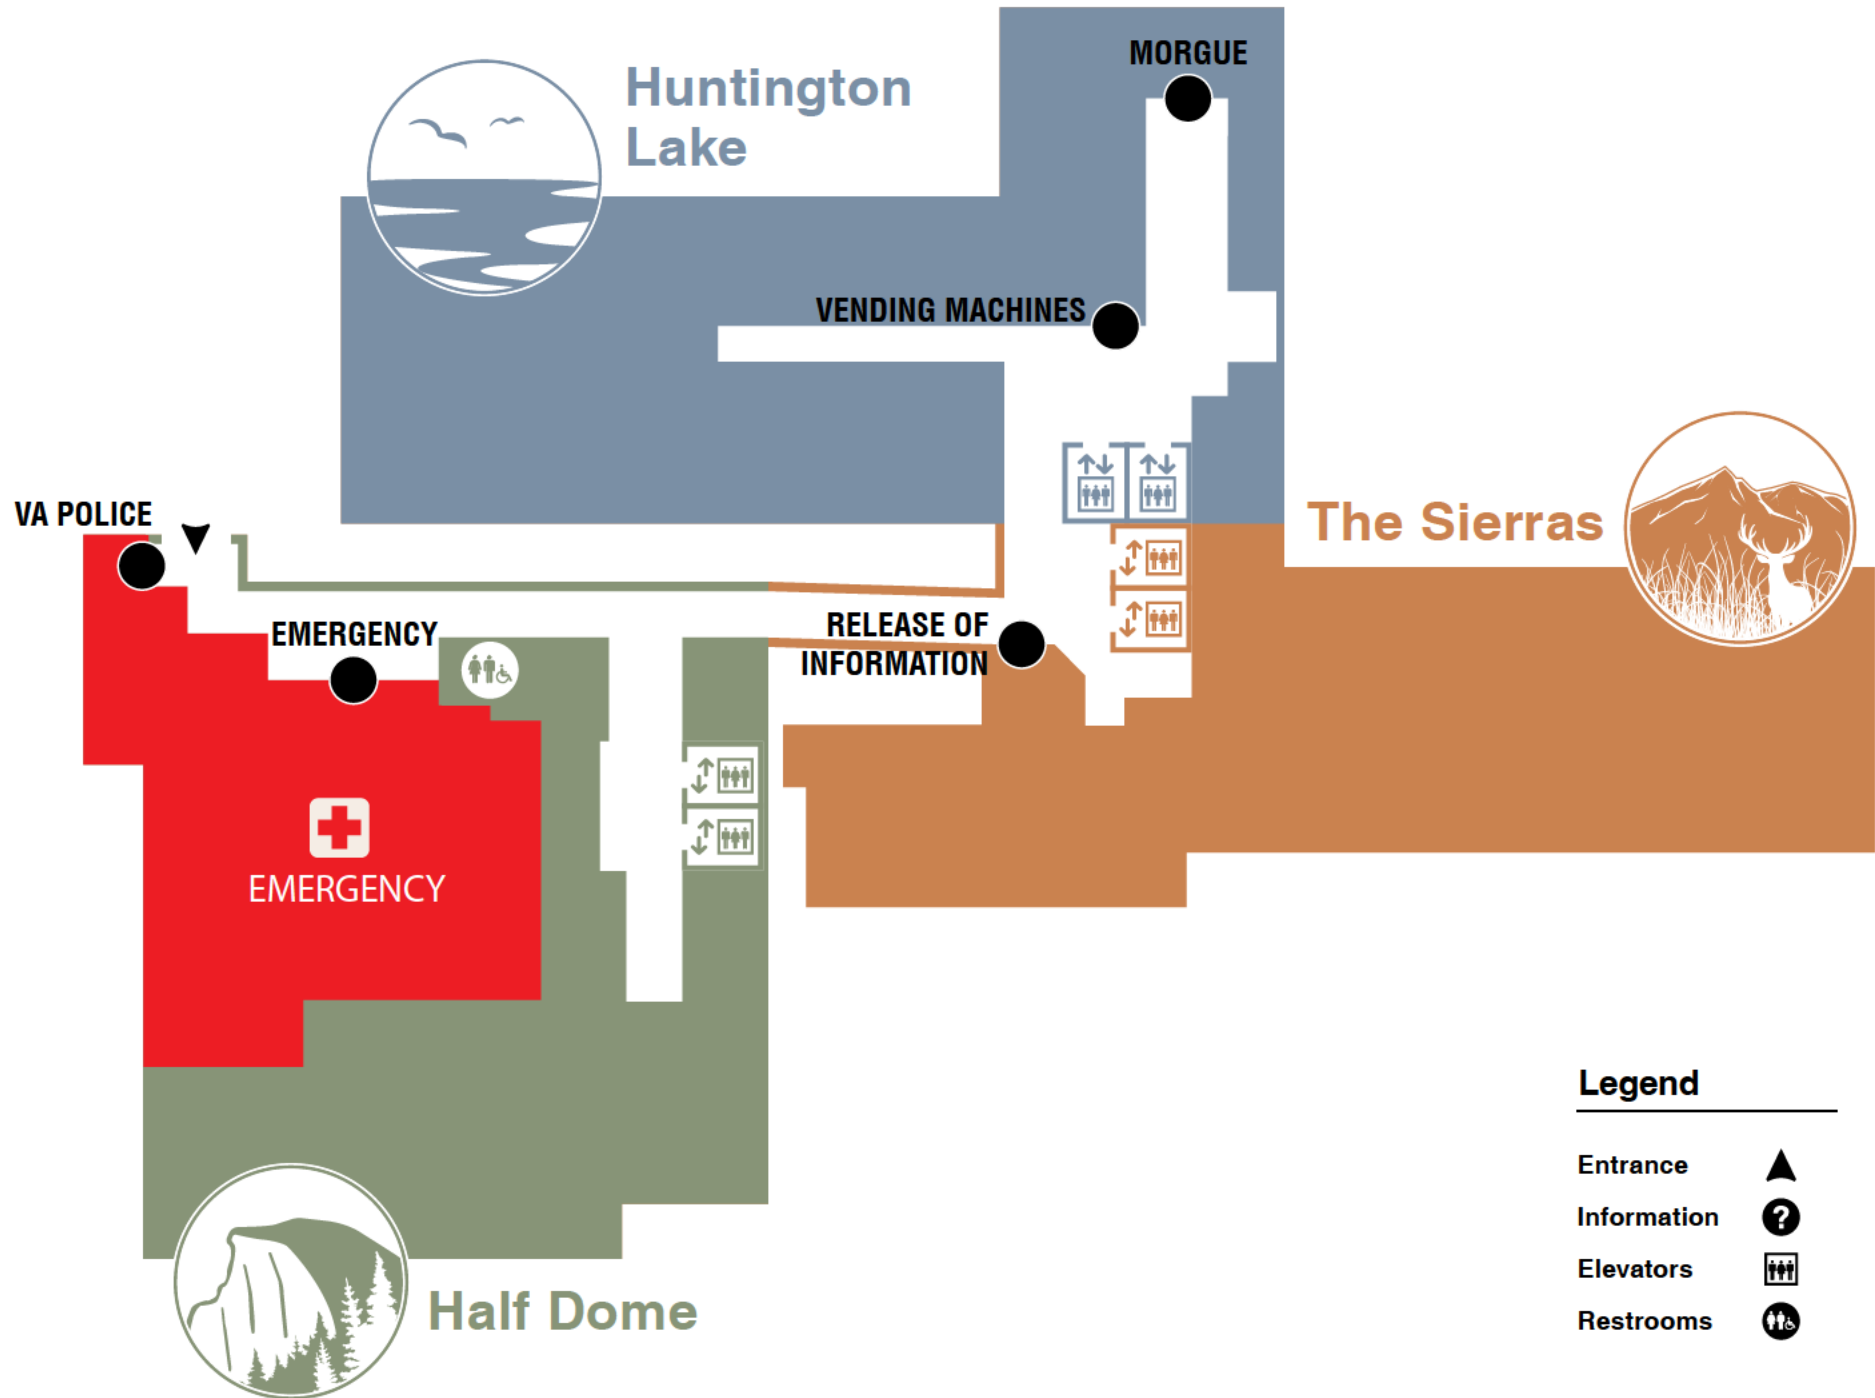 MORGUE
Huntington
Lake
VENDING MACHINES
VA POLICE
The Sierras
EMERGENCY
RELEASE OF
INFORMATION
EMERGENCY
Half Dome
Legend
Entrance
Information
?
Elevators
Restrooms